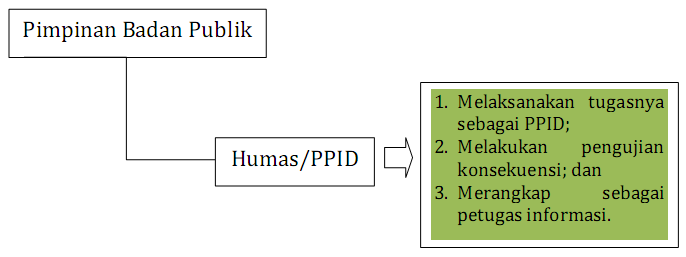 Pimpinan Badan Publik
Humas/PPID
1. Melaksanakan tugasnya
sebagai PPID;
2. Melakukan pengujian
konsekuensi; dan
3. Merangkap sebagai
petugas informasi.